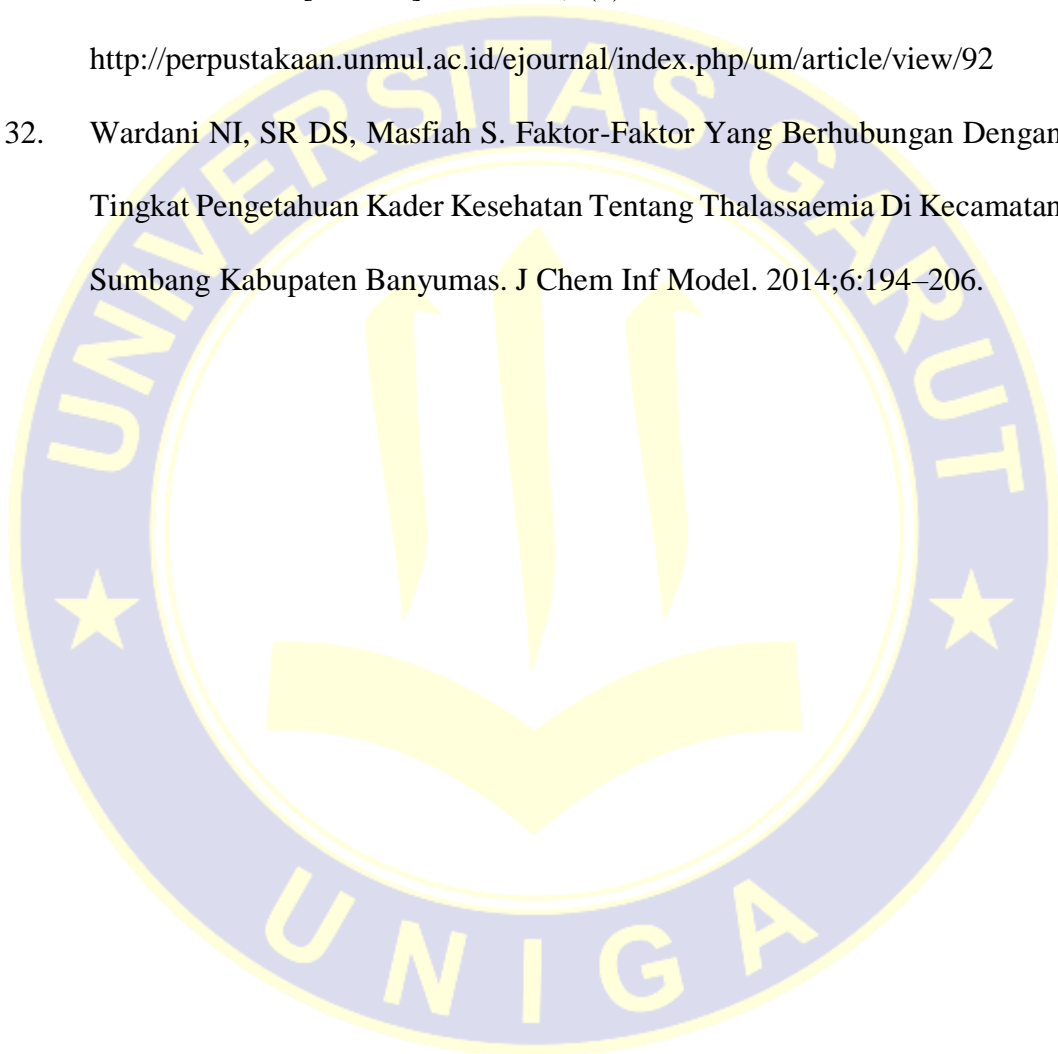 http://perpustakaan.unmul.ac.id/ejournal/index.php/um/article/view/92
32. Wardani NI, SR DS, Masfiah S. Faktor-Faktor Yang Berhubungan Dengan
Tingkat Pengetahuan Kader Kesehatan Tentang Thalassaemia Di Kecamatan
Sumbang Kabupaten Banyumas. J Chem Inf Model. 2014;6:194–206.
UNIVERSITAS GARUT
UNIGA